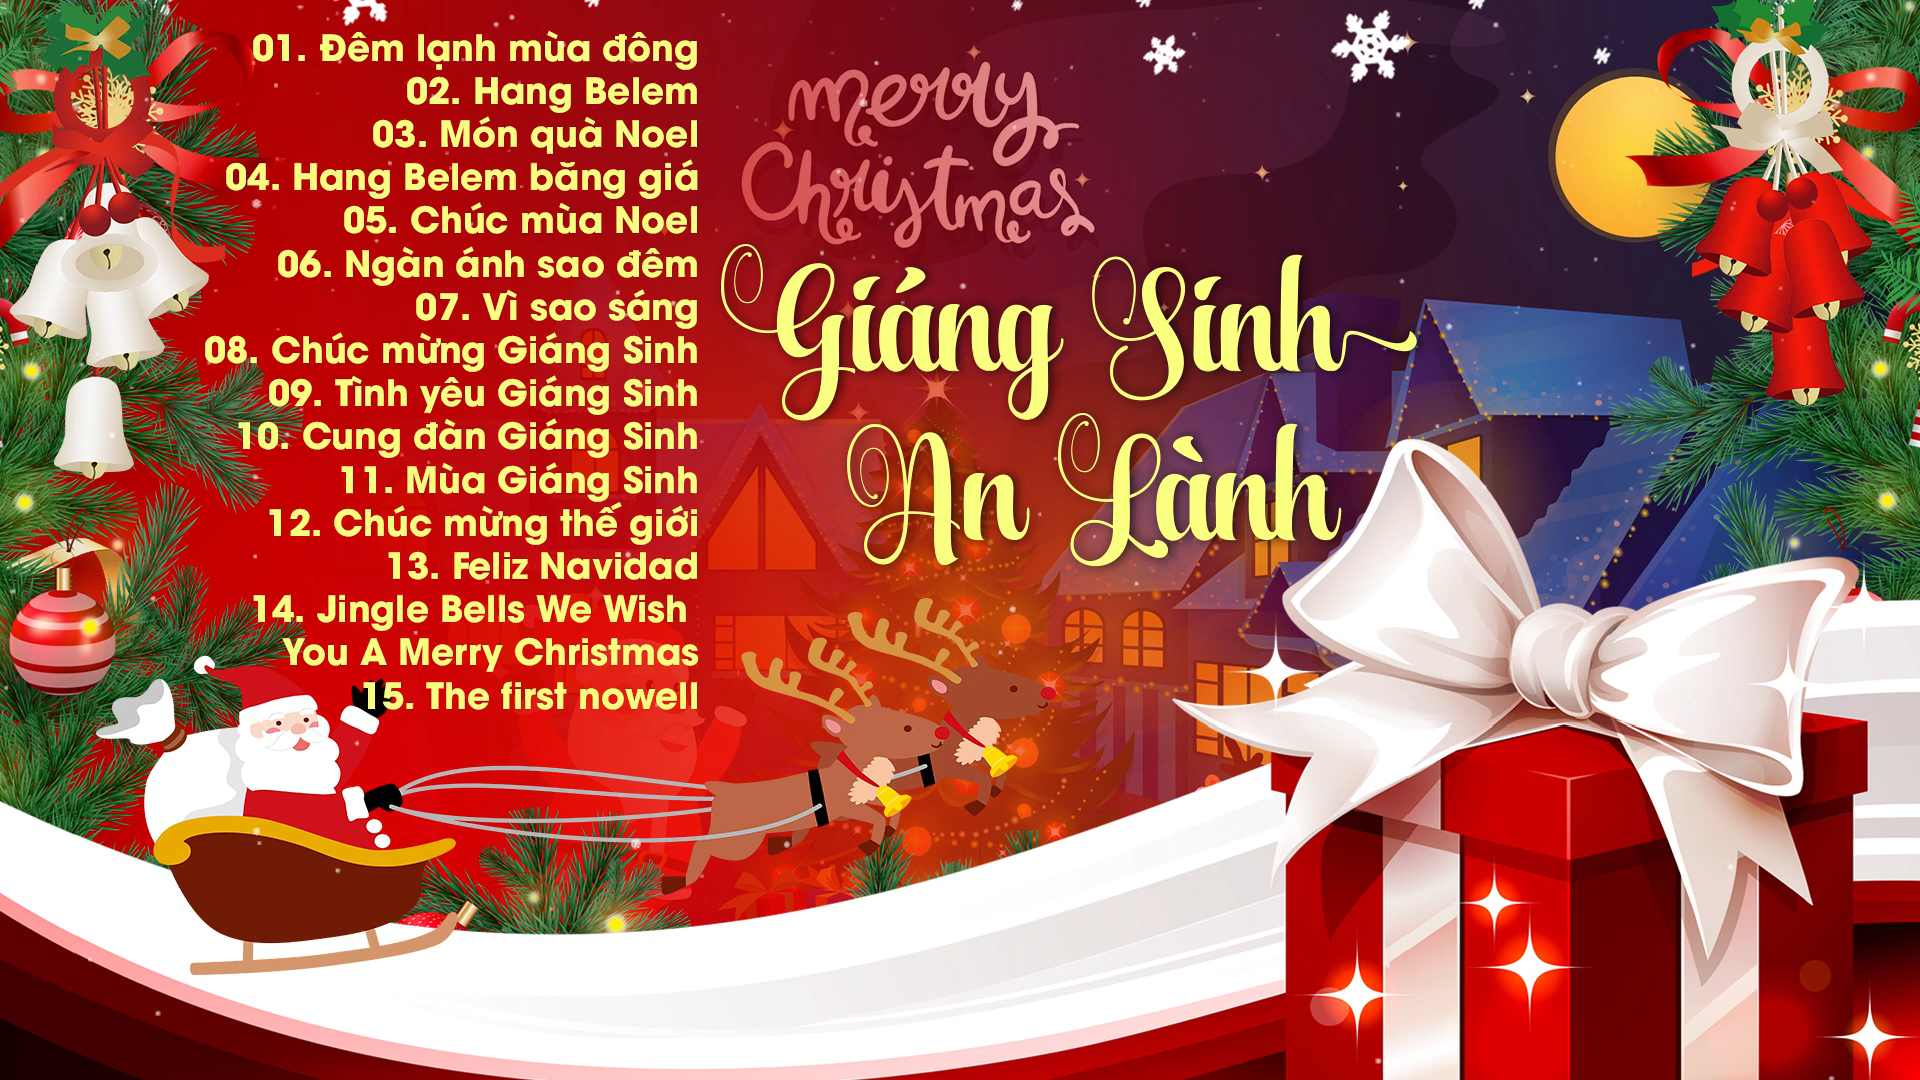 01. Đêm lạnh mùa đông
02. Hang Belem
03. Món quà Noel
04. Hang Belem băng giá
05. Chúc mùa Noel
06. Ngàn ánh sao đêm
07. Vì sao sáng
08. Chúc mừng Giáng Sinh
09. Tình yêu Giáng Sinh
10. Cung đàn Giáng Sinh
11. Mùa Giáng Sinh
12. Chúc mừng thế giới
13. Feliz Navidad
14. Jingle Bells We Wish
You A Merry Christmas
15. The first nowell
merry
Christmas
Giáng Sinh
An Lành